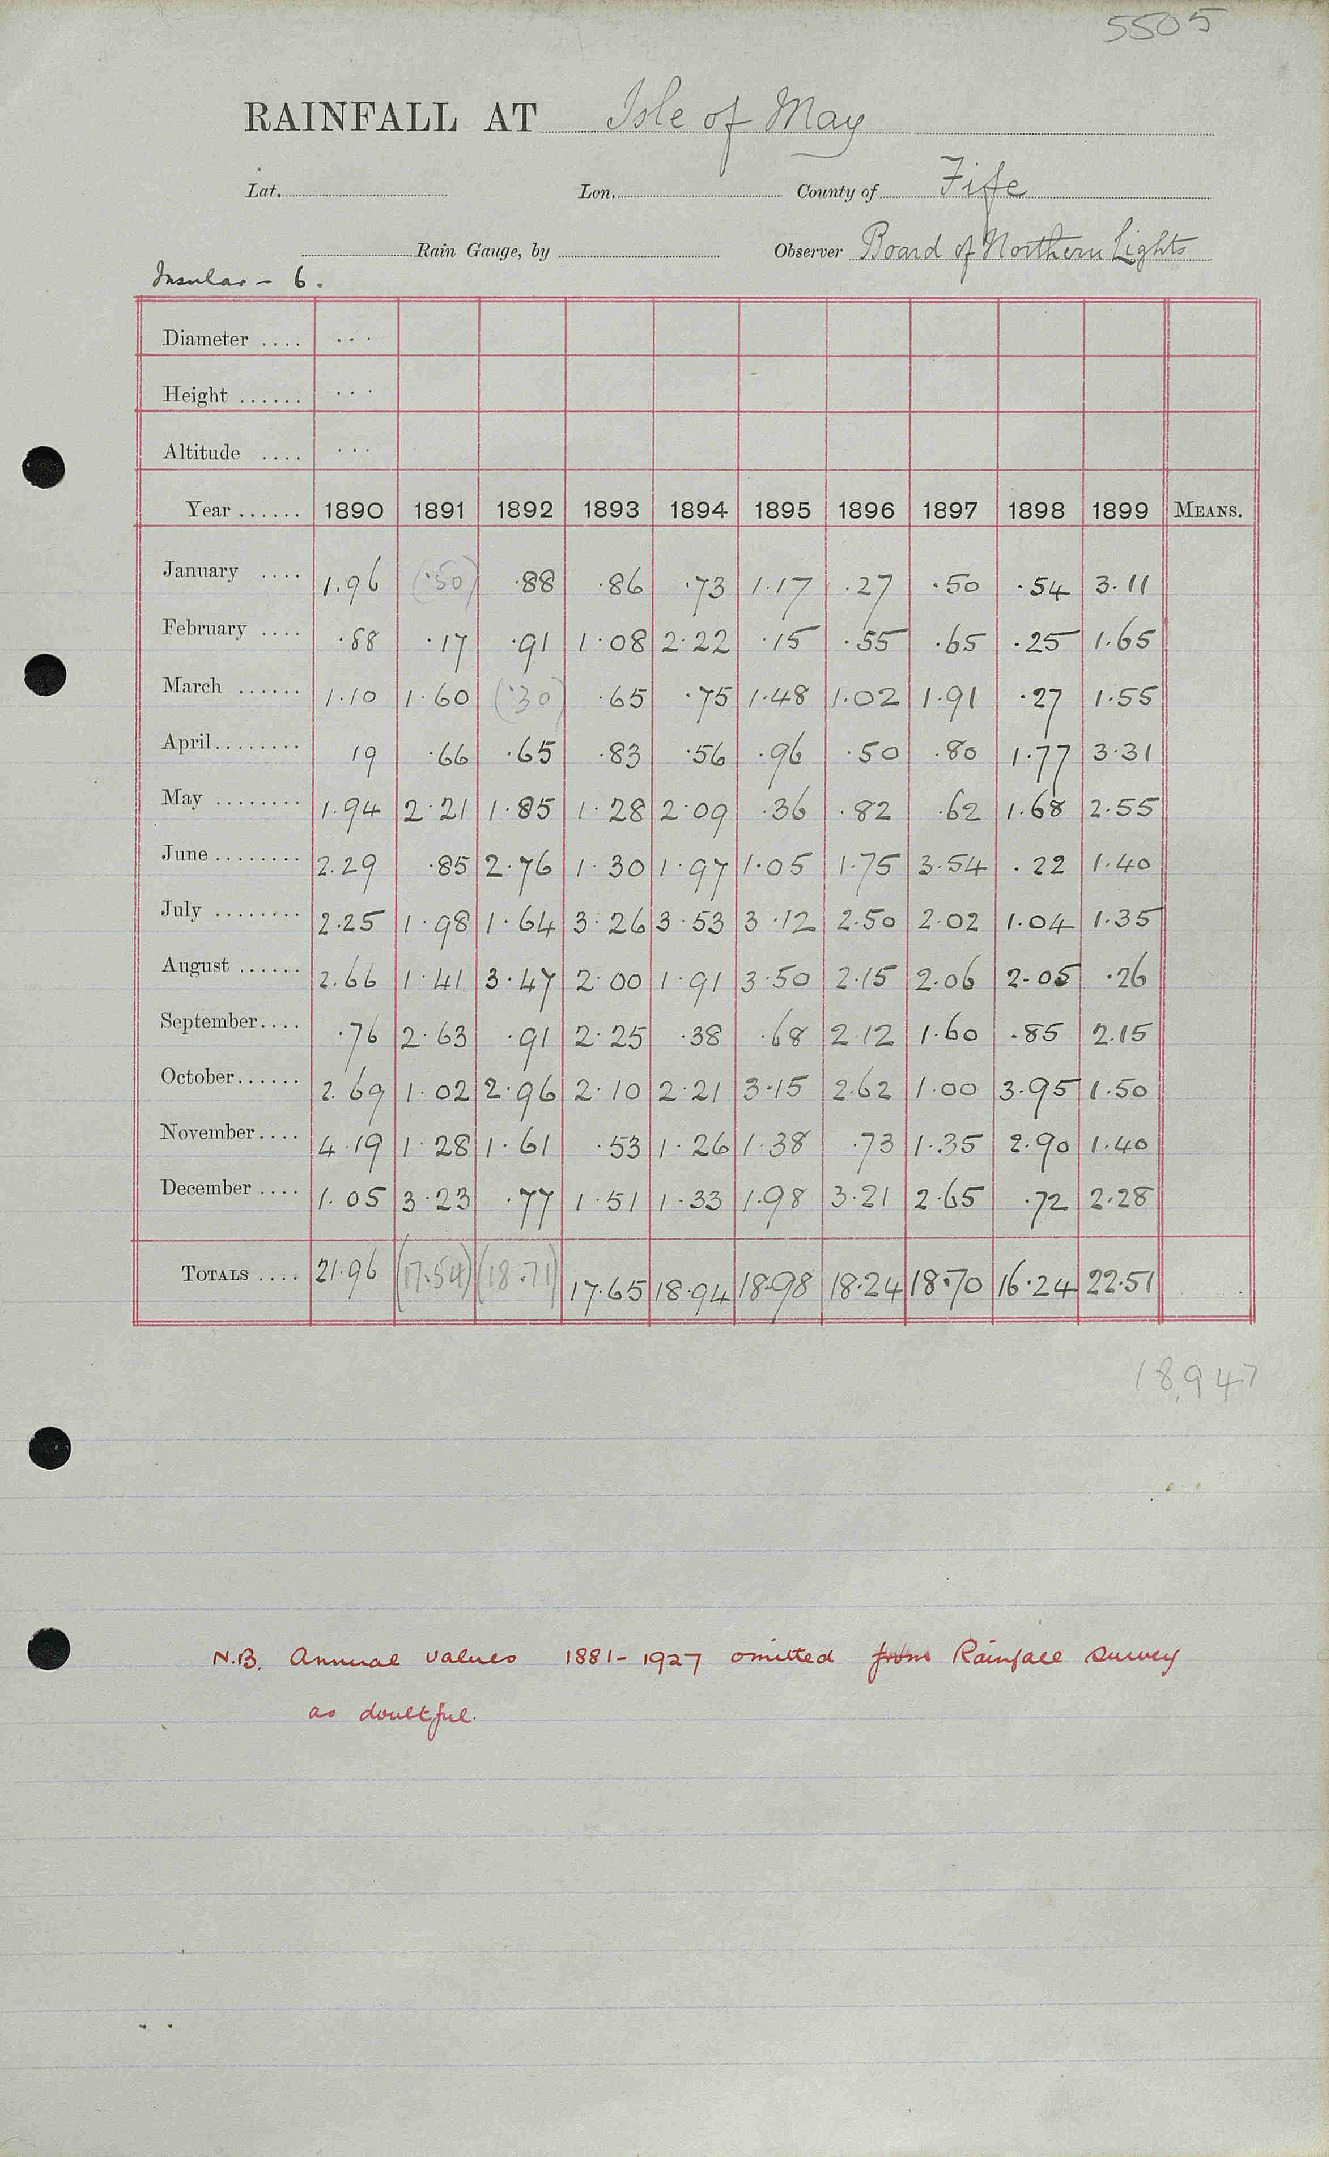 5505
RAINFALL AT Isle of May
Lat. Lon. County of Fife
Rain Gauge, by Observer Board of Northern Lights
Insular - 6.
Diameter .... ...
Height ...... ...
Altitude .... ...
Year ...... 1890 1891 1892 1893 1894 1895 1896 1897 1898 1899 MEANS.
January .... 1.96 (.50) .88 .86 .73 1.17 .27 .50 .54 3.11
February .... .88 .17 .91 1.08 2.22 .15 .55 .65 .25 1.65
March ...... 1.10 1.60 (.30) .65 .75 1.48 1.02 1.91 .27 1.55
April........ 19 .66 .65 .83 .56 .96 .50 .80 1.77 3.31
May ........ 1.94 2.21 1.85 1.28 2.09 .36 .82 .62 1.68 2.55
June ........ 2.29 .85 2.76 1.30 1.97 1.05 1.75 3.54 .22 1.40
July ........ 2.25 1.98 1.64 3.26 3.53 3.12 2.50 2.02 1.04 1.35
August ...... 2.66 1.41 3.47 2.00 1.91 3.50 2.15 2.06 2.05 .26
September.... .76 2.63 .91 2.25 .38 .68 2.12 1.60 .85 2.15
October...... 2.69 1.02 2.96 2.10 2.21 3.15 2.62 1.00 3.95 1.50
November.... 4.19 1.28 1.61 .53 1.26 1.38 .73 1.35 2.90 1.40
December .... 1.05 3.23 .77 1.51 1.33 1.98 3.21 2.65 .72 2.28
TOTALS .... 21.96 (17.54) (18.71) 17.65 18.94 18.98 18.24 18.70 16.24 22.51
18.947
N.B. Annual values 1881-1927 omitted from Rainfall Survey
as doubtful.